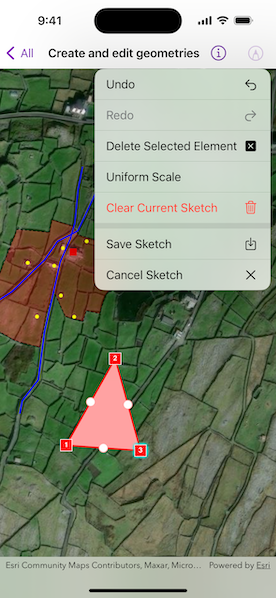 9:41
All
Create and edit geometries
A
Undo
Redo
Delete Selected Element
Uniform Scale
Clear Current Sketch
Save Sketch
Cancel Sketch
2
1
3
Esri Community Maps Contributors, Maxar, Micro...
Powered by Esri